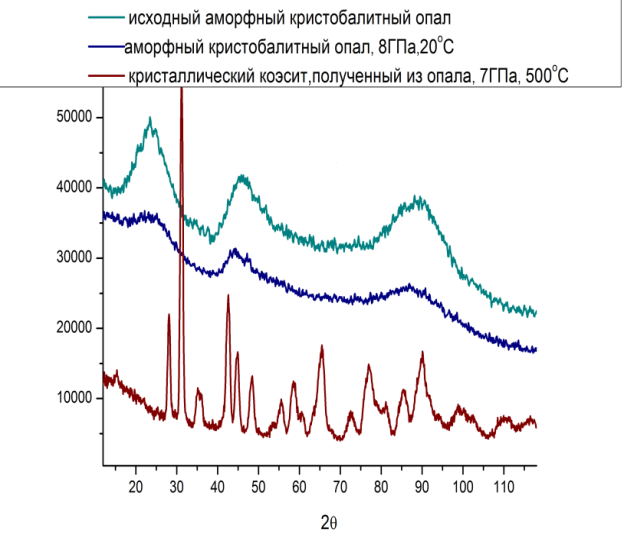 исходный аморфный кристобалитный опал
аморфный кристобалитный опал, 8ГПа,20°С
кристаллический коэсит,полученный из опала, 7ГПа, 500°С
50000
40000
30000
20000
10000
20 30 40 50 60 70 80 90 100 110
2θ